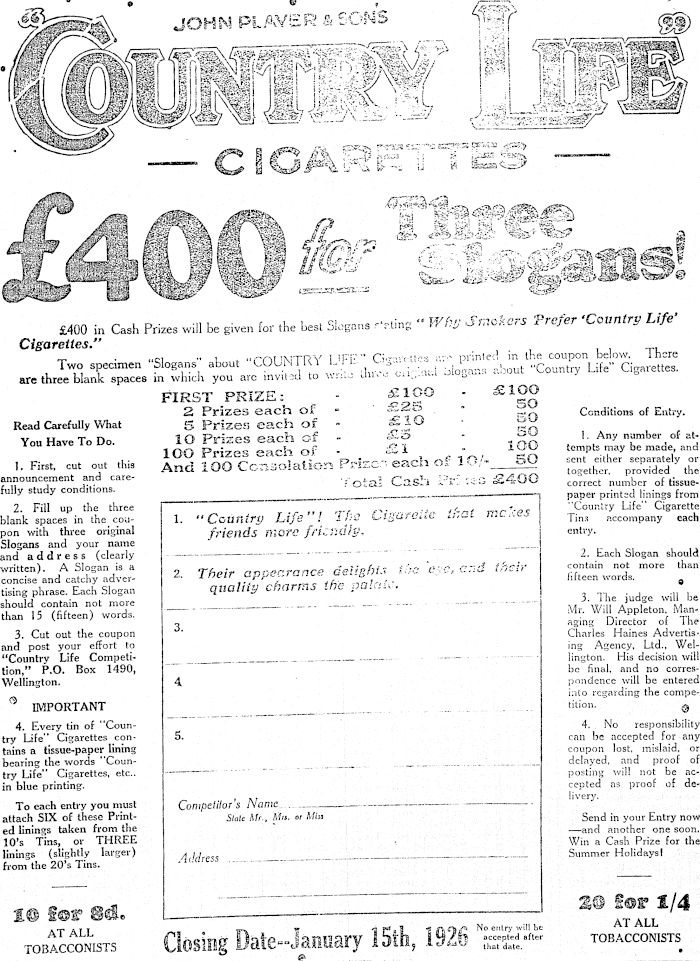 JOHN PLAYER & SON'S
"COUNTRY LIFE"
CIGARETTES
£400 for Three
Slogans!
£400 in Cash Prizes will be given for the best Slogans stating "Why Smokers Prefer 'Country Life'
Cigarettes."
Two specimen "Slogans" about "COUNTRY LIFE" Cigarettes are printed in the coupon below. There
are three blank spaces in which you are invited to write three original slogans about "Country Life" Cigarettes.
FIRST PRIZE: - £100 - £100
2 Prizes each of - £25 - 50
5 Prizes each of - £10 - 50
10 Prizes each of - £5 - 50
100 Prizes each of - £1 - 100
And 100 Consolation Prizes each of 10/- 50
Total Cash Prizes £400
Read Carefully What
You Have To Do.
1. First, cut out this
announcement and care-
fully study conditions.
2. Fill up the three
blank spaces in the cou-
pon with three original
Slogans and your name
and address (clearly
written). A Slogan is a
concise and catchy adver-
tising phrase. Each Slogan
should contain not more
than 15 (fifteen) words.
3. Cut out the coupon
and post your effort to
"Country Life Competi-
tion," P.O. Box 1490,
Wellington.
IMPORTANT
4. Every tin of "Coun-
try Life" Cigarettes con-
tains a tissue-paper lining
bearing the words "Coun-
try Life" Cigarettes, etc..
in blue printing.
To each entry you must
attach SIX of these Print-
ed linings taken from the
10's Tins, or THREE
linings (slightly larger)
from the 20's Tins.
10 for 8d.
AT ALL
TOBACCONISTS
1. "Country Life"! The Cigarette that makes
friends more friendly.
2. Their appearance delights the eye, and their
quality charms the palate.
3.
4
5.
Competitor's Name
State Mr., Mrs. or Miss
Address
Closing Date--January 15th, 1926
No entry will be
accepted after
that date.
Conditions of Entry.
1. Any number of at-
tempts may be made, and
sent either separately or
together, provided the
correct number of tissue-
paper printed linings from
"Country Life" Cigarette
Tins accompany each
entry.
2. Each Slogan should
contain not more than
fifteen words.
3. The judge will be
Mr. Will Appleton, Man-
aging Director of The
Charles Haines Advertis-
ing Agency, Ltd., Wel-
lington. His decision will
be final, and no corres-
pondence will be entered
into regarding the compe-
tition.
4. No responsibility
can be accepted for any
coupon lost, mislaid, or
delayed, and proof of
posting will not be ac-
cepted as proof of de-
livery.
Send in your Entry now
—and another one soon.
Win a Cash Prize for the
Summer Holidays!
20 for 1/4
AT ALL
TOBACCONISTS